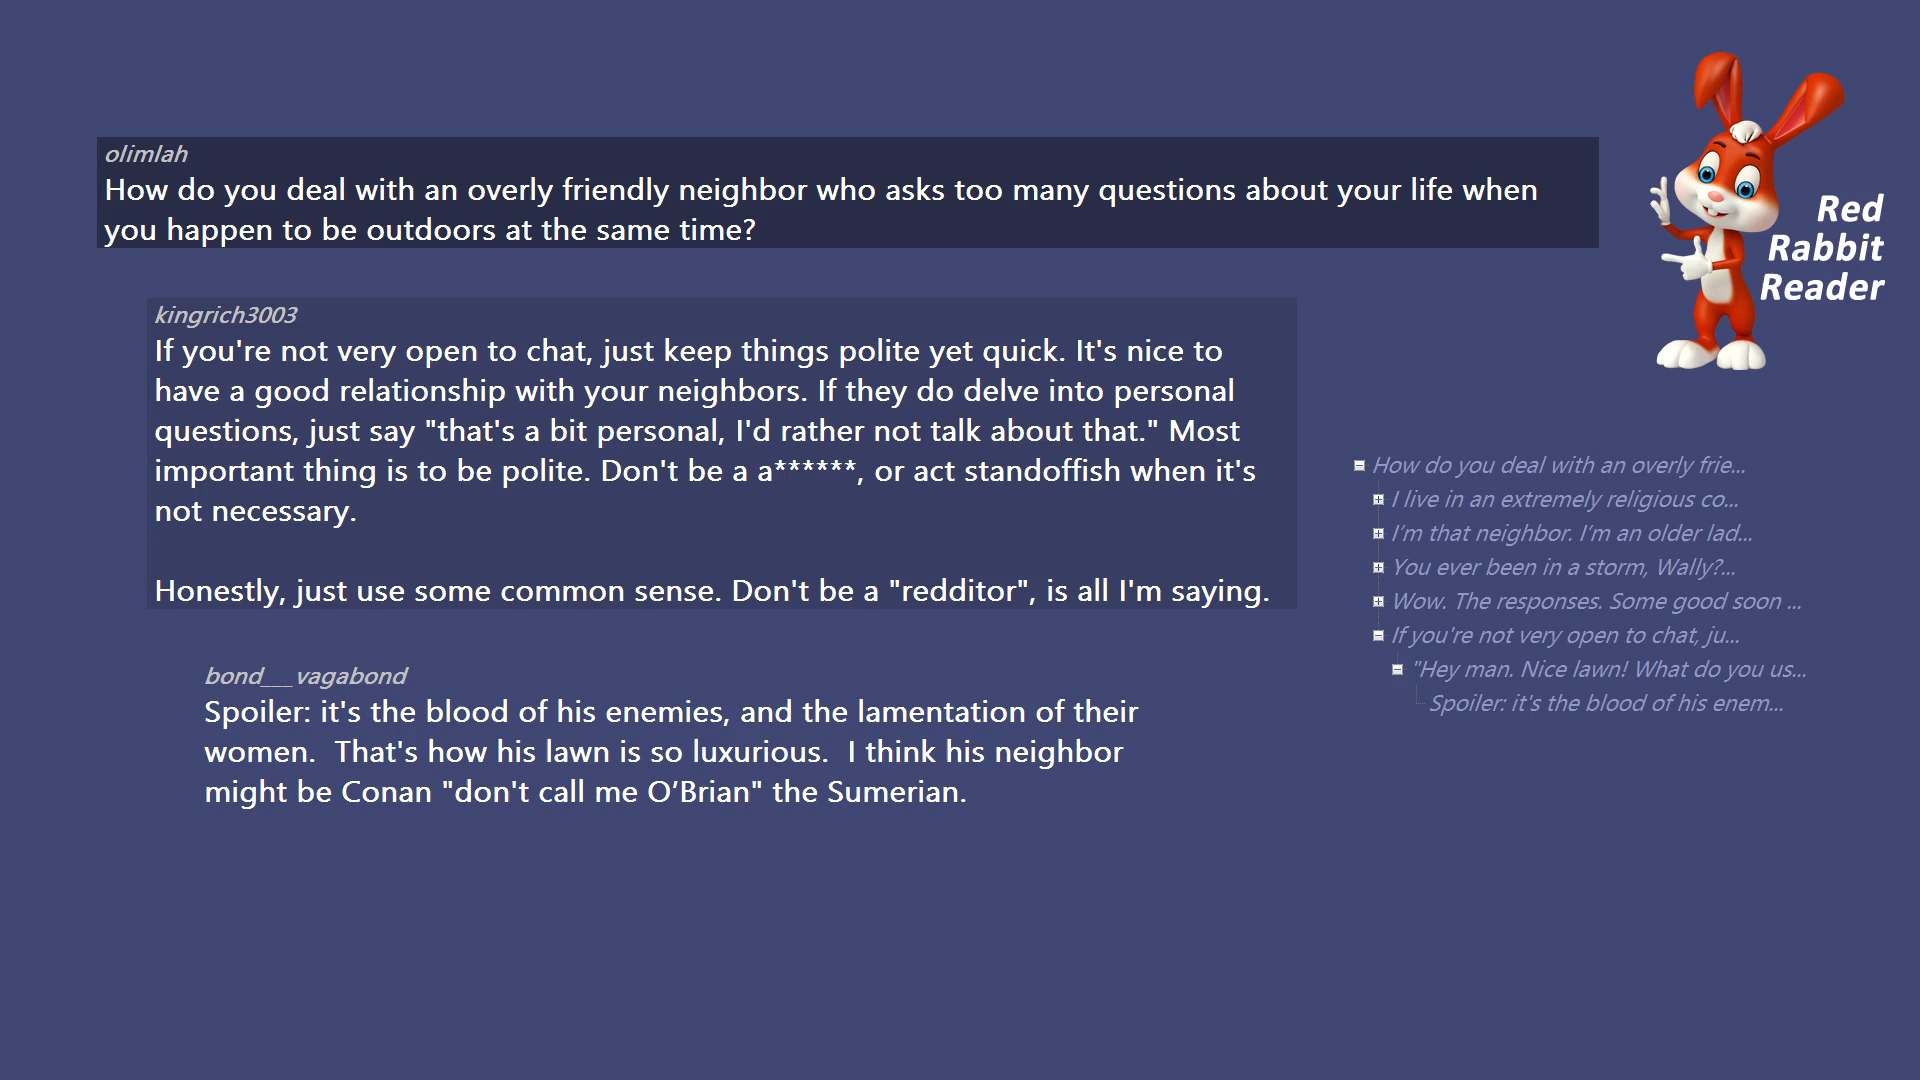 olimlah
How do you deal with an overly friendly neighbor who asks too many questions about your life when
you happen to be outdoors at the same time?
kingrich3003
If you're not very open to chat, just keep things polite yet quick. It's nice to
have a good relationship with your neighbors. If they do delve into personal
questions, just say "that's a bit personal, I'd rather not talk about that." Most
important thing is to be polite. Don't be a a******, or act standoffish when it's
not necessary.
Honestly, just use some common sense. Don't be a "redditor", is all I'm saying.
bond___vagabond
Spoiler: it's the blood of his enemies, and the lamentation of their
women.  That's how his lawn is so luxurious.  I think his neighbor
might be Conan "don't call me O’Brian" the Sumerian.
Red
Rabbit
Reader
How do you deal with an overly frie...
I live in an extremely religious co...
I’m that neighbor. I’m an older lad...
You ever been in a storm, Wally?...
Wow. The responses. Some good soon ...
If you're not very open to chat, ju...
"Hey man. Nice lawn! What do you us...
Spoiler: it's the blood of his enem...